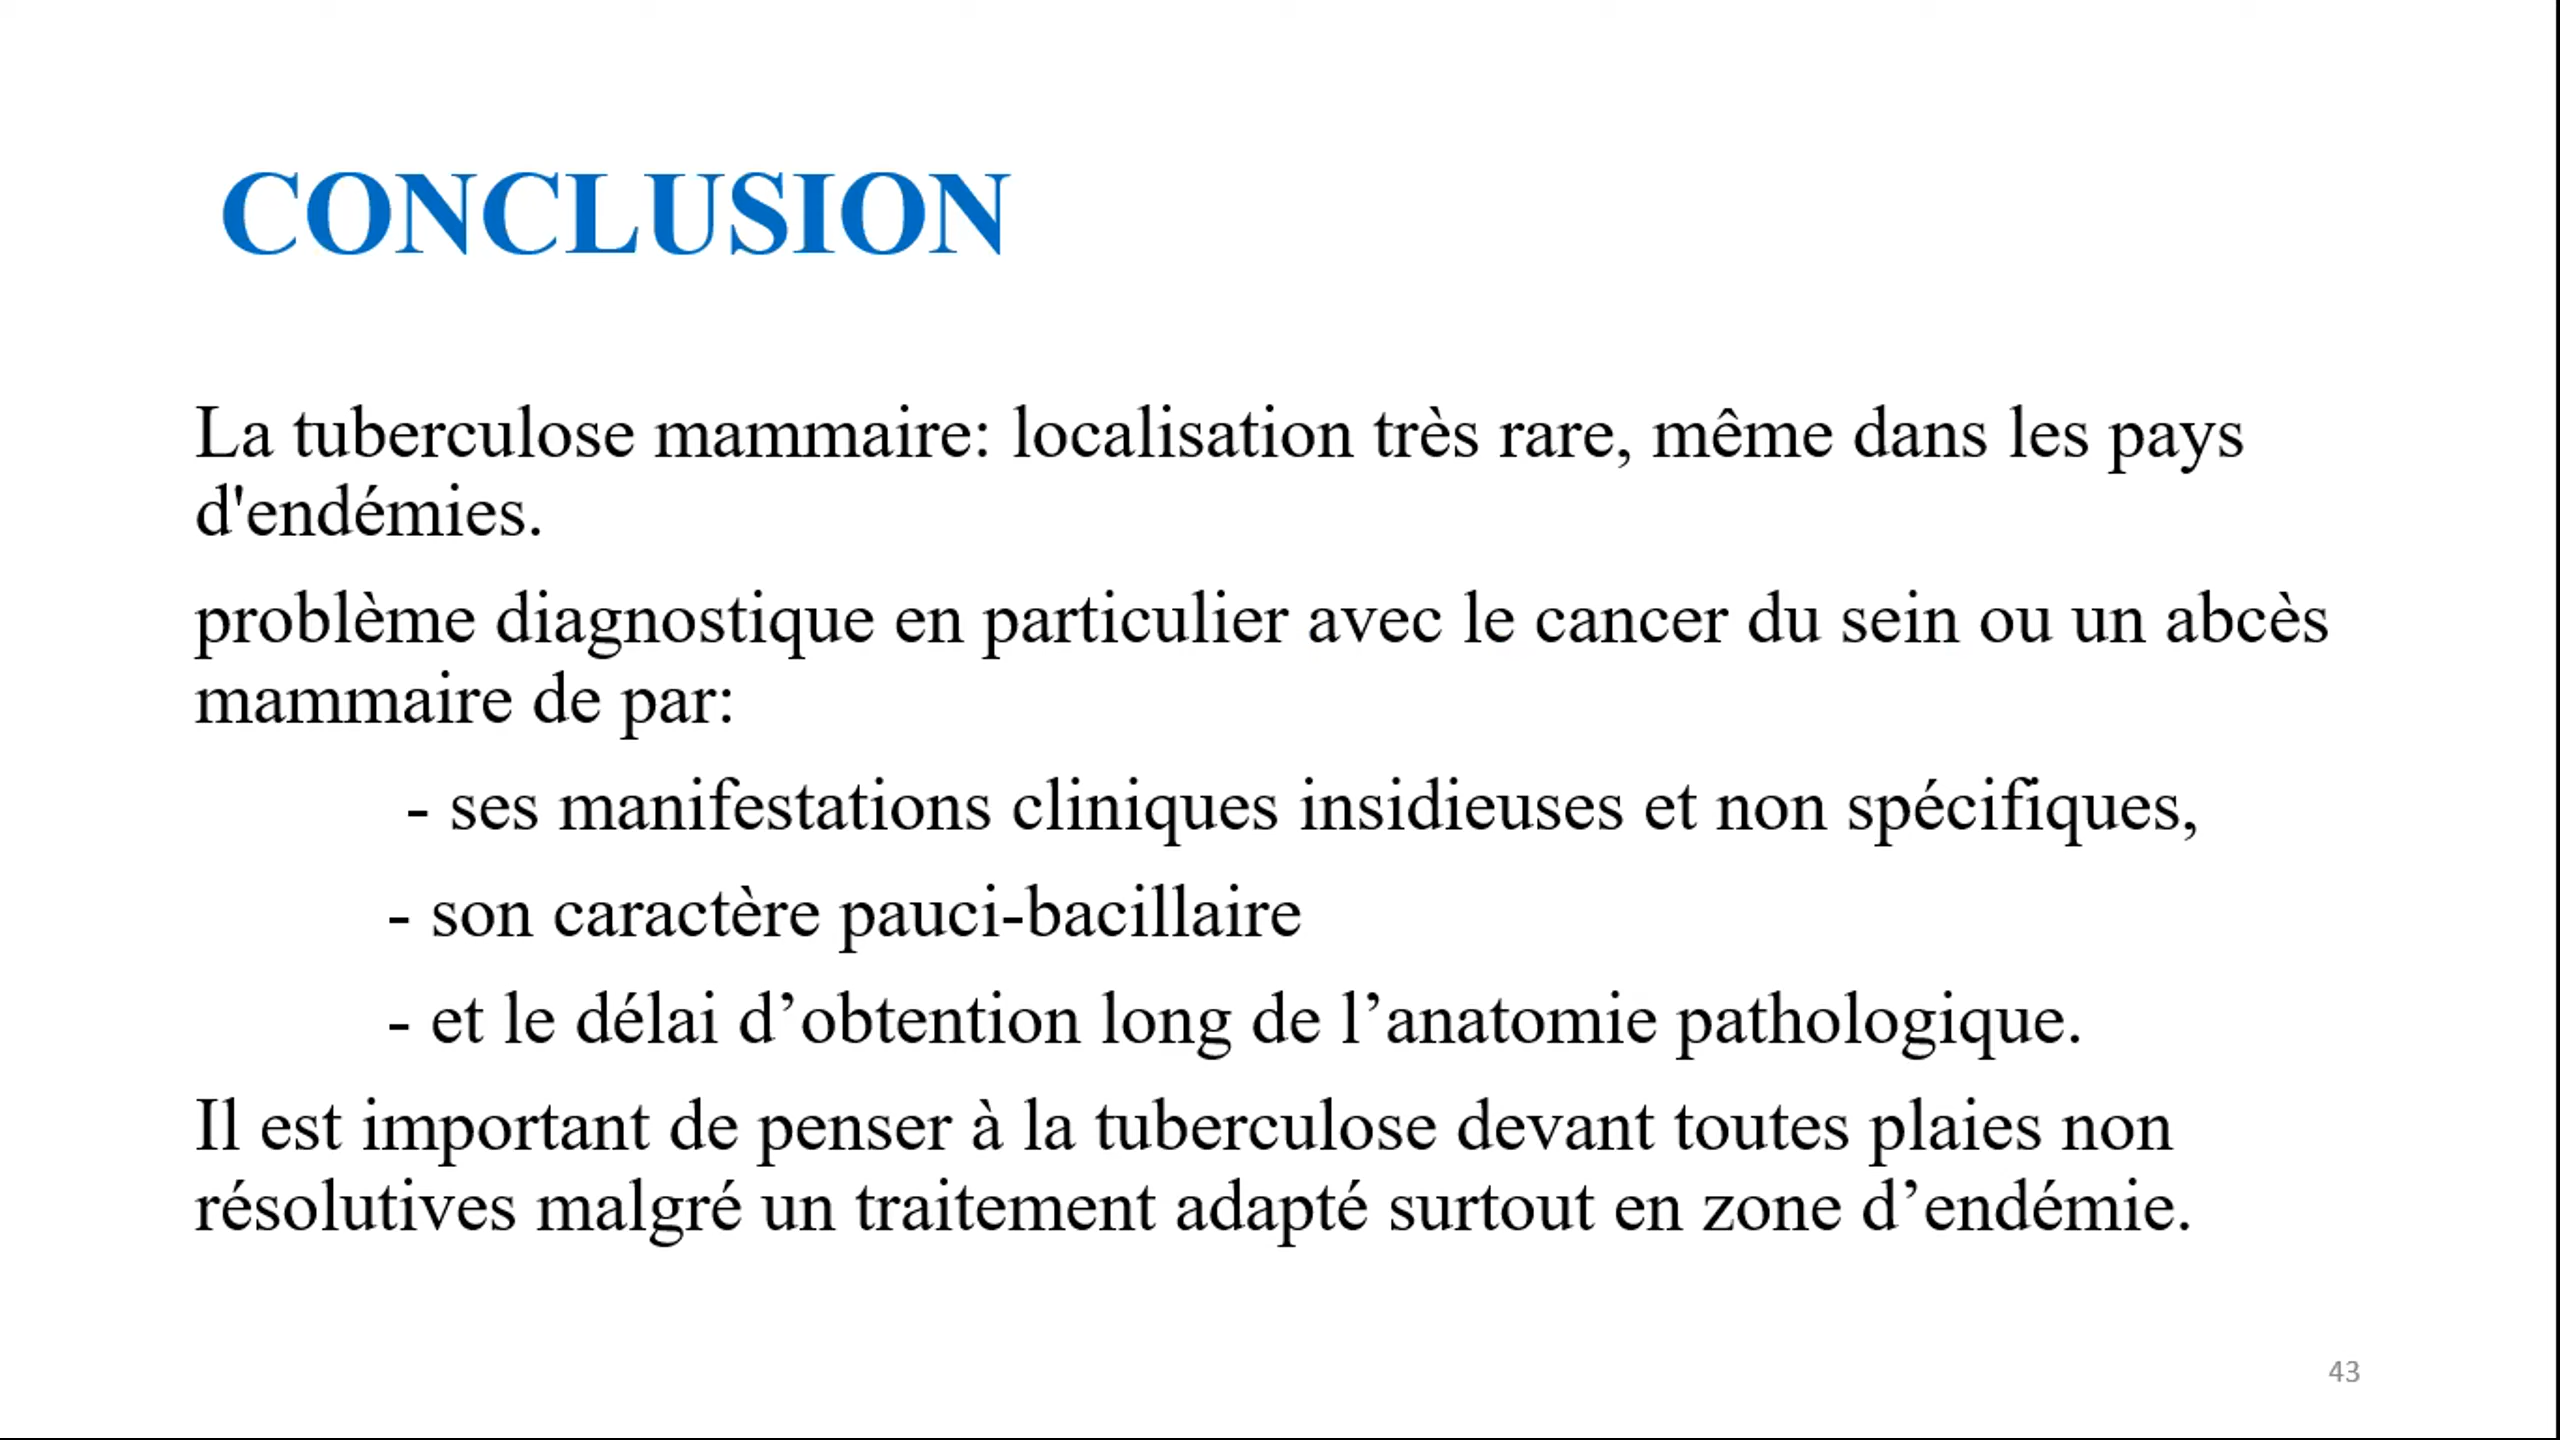 CONCLUSION
La tuberculose mammaire: localisation très rare, même dans les pays
d'endémies.
problème diagnostique en particulier avec le cancer du sein ou un abcès
mammaire de par:
- ses manifestations cliniques insidieuses et non spécifiques,
- son caractère pauci-bacillaire
- et le délai d’obtention long de l’anatomie pathologique.
Il est important de penser à la tuberculose devant toutes plaies non
résolutives malgré un traitement adapté surtout en zone d’endémie.
43